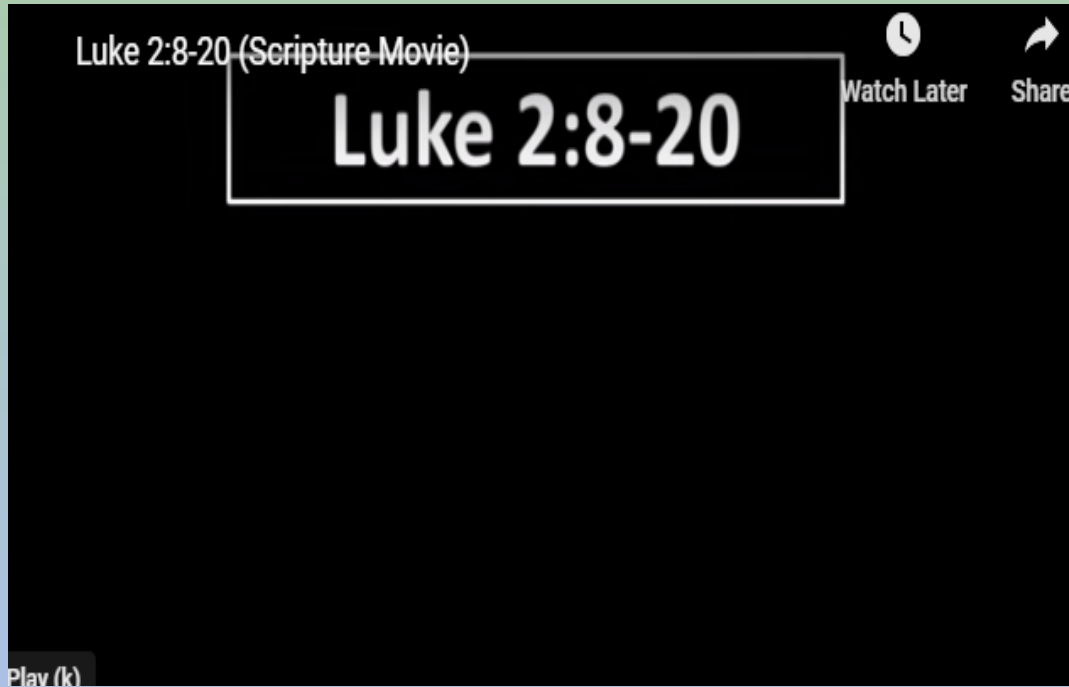 Luke 2:8-20 (Scripture Movie)
Watch Later
Share
Luke 2:8-20
Play (k)